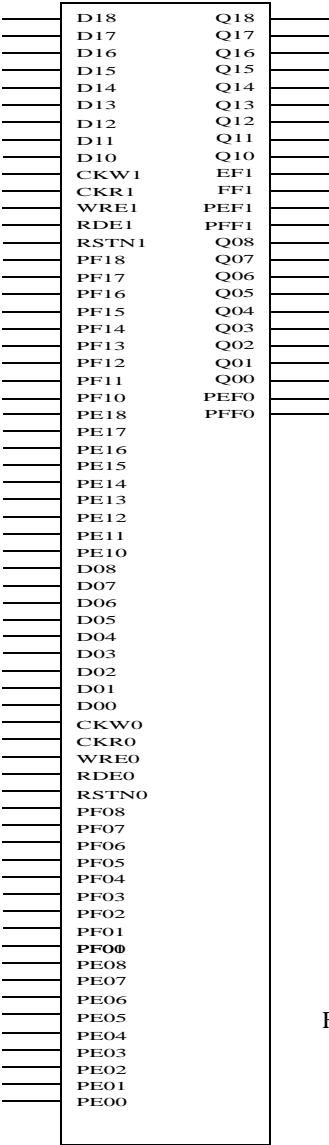 D18 Q18
D17 Q17
D16 Q16
D15 Q15
D14 Q14
D13 Q13
D12 Q12
D11 Q11
D10 Q10
CKW1 EF1
CKR1 FF1
WRE1 PEF1
RDE1 PFF1
RSTN1 Q08
PF18 Q07
PF17 Q06
PF16 Q05
PF15 Q04
PF14 Q03
PF13 Q02
PF12 Q01
PF11 Q00
PF10 PEF0
PE18 PFF0
PE17
PE16
PE15
PE14
PE13
PE12
PE11
PE10
D08
D07
D06
D05
D04
D03
D02
D01
D00
CKW0
CKR0
WRE0
RDE0
RSTN0
PF08
PF07
PF06
PF05
PF04
PF03
PF02
PF01
PE08
PE07
PE06
PE05
PE04
PE03
PE02
PE01
PE00